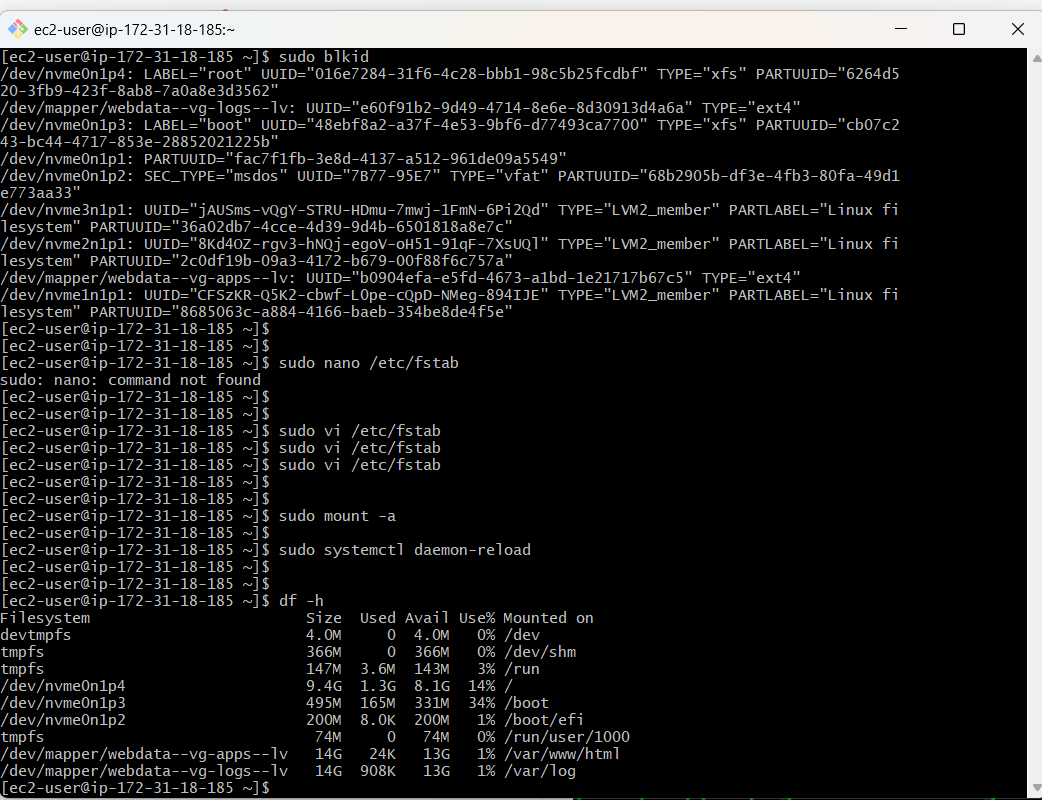 ec2-user@ip-172-31-18-185:~
[ec2-user@ip-172-31-18-185 ~]$ sudo blkid
/dev/nvme0n1p4: LABEL="root" UUID="016e7284-31f6-4c28-bbb1-98c5b25fcdbf" TYPE="xfs" PARTUUID="6264d5
20-3fb9-423f-8ab8-7a0a8e3d3562"
/dev/mapper/webdata--vg-logs--lv: UUID="e60f91b2-9d49-4714-8e6e-8d30913d4a6a" TYPE="ext4"
/dev/nvme0n1p3: LABEL="boot" UUID="48ebf8a2-a37f-4e53-9bf6-d77493ca7700" TYPE="xfs" PARTUUID="cb07c2
43-bc44-4717-853e-28852021225b"
/dev/nvme0n1p1: PARTUUID="fac7f1fb-3e8d-4137-a512-961de09a5549"
/dev/nvme0n1p2: SEC_TYPE="msdos" UUID="7B77-95E7" TYPE="vfat" PARTUUID="68b2905b-df3e-4fb3-80fa-49d1
e773aa33"
/dev/nvme3n1p1: UUID="jAUSms-vQgY-STRU-HDmu-7mwj-1FmN-6Pi2Qd" TYPE="LVM2_member" PARTLABEL="Linux fi
lesystem" PARTUUID="36a02db7-4cce-4d39-9d4b-6501818a8e7c"
/dev/nvme2n1p1: UUID="8Kd4OZ-rgv3-hNQj-egoV-oH51-91qF-7XsUQl" TYPE="LVM2_member" PARTLABEL="Linux fi
lesystem" PARTUUID="2c0df19b-09a3-4172-b679-00f88f6c757a"
/dev/mapper/webdata--vg-apps--lv: UUID="b0904efa-e5fd-4673-a1bd-1e21717b67c5" TYPE="ext4"
/dev/nvme1n1p1: UUID="CFSzKR-Q5K2-cbwf-LOpe-cQpD-NMeg-894IJE" TYPE="LVM2_member" PARTLABEL="Linux fi
lesystem" PARTUUID="8685063c-a884-4166-baeb-354be8de4f5e"
[ec2-user@ip-172-31-18-185 ~]$
[ec2-user@ip-172-31-18-185 ~]$
[ec2-user@ip-172-31-18-185 ~]$ sudo nano /etc/fstab
sudo: nano: command not found
[ec2-user@ip-172-31-18-185 ~]$
[ec2-user@ip-172-31-18-185 ~]$
[ec2-user@ip-172-31-18-185 ~]$ sudo vi /etc/fstab
[ec2-user@ip-172-31-18-185 ~]$ sudo vi /etc/fstab
[ec2-user@ip-172-31-18-185 ~]$ sudo vi /etc/fstab
[ec2-user@ip-172-31-18-185 ~]$
[ec2-user@ip-172-31-18-185 ~]$
[ec2-user@ip-172-31-18-185 ~]$ sudo mount -a
[ec2-user@ip-172-31-18-185 ~]$
[ec2-user@ip-172-31-18-185 ~]$ sudo systemctl daemon-reload
[ec2-user@ip-172-31-18-185 ~]$
[ec2-user@ip-172-31-18-185 ~]$
[ec2-user@ip-172-31-18-185 ~]$ df -h
Filesystem                        Size  Used Avail Use% Mounted on
devtmpfs                          4.0M     0  4.0M   0% /dev
tmpfs                             366M     0  366M   0% /dev/shm
tmpfs                             147M  3.6M  143M   3% /run
/dev/nvme0n1p4                    9.4G  1.3G  8.1G  14% /
/dev/nvme0n1p3                    495M  165M  331M  34% /boot
/dev/nvme0n1p2                    200M  8.0K  200M   1% /boot/efi
tmpfs                              74M     0   74M   0% /run/user/1000
/dev/mapper/webdata--vg-apps--lv   14G   24K   13G   1% /var/www/html
/dev/mapper/webdata--vg-logs--lv   14G  908K   13G   1% /var/log
[ec2-user@ip-172-31-18-185 ~]$